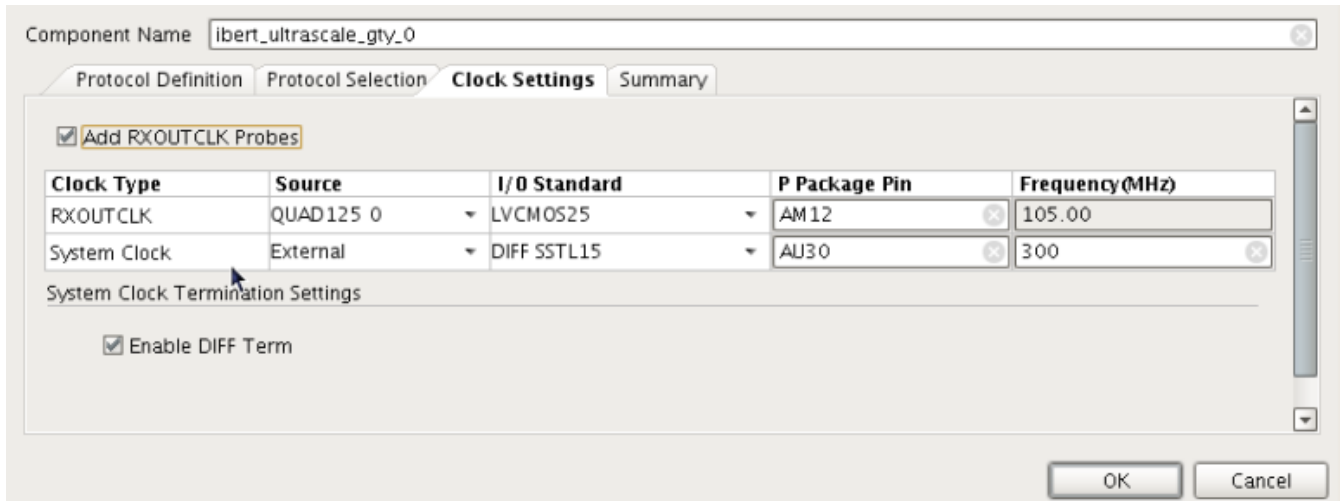 Component Name ibert_ultrascale_gty_0
Protocol Definition Protocol Selection Clock Settings Summary
Add RXOUTCLK Probes
Clock Type Source I/O Standard P Package Pin Frequency(MHz)
RXOUTCLK QUAD125 0 LVCMOS25 AM12 105.00
System Clock External DIFF SSTL15 AU30 300
System Clock Termination Settings
Enable DIFF Term
OK Cancel